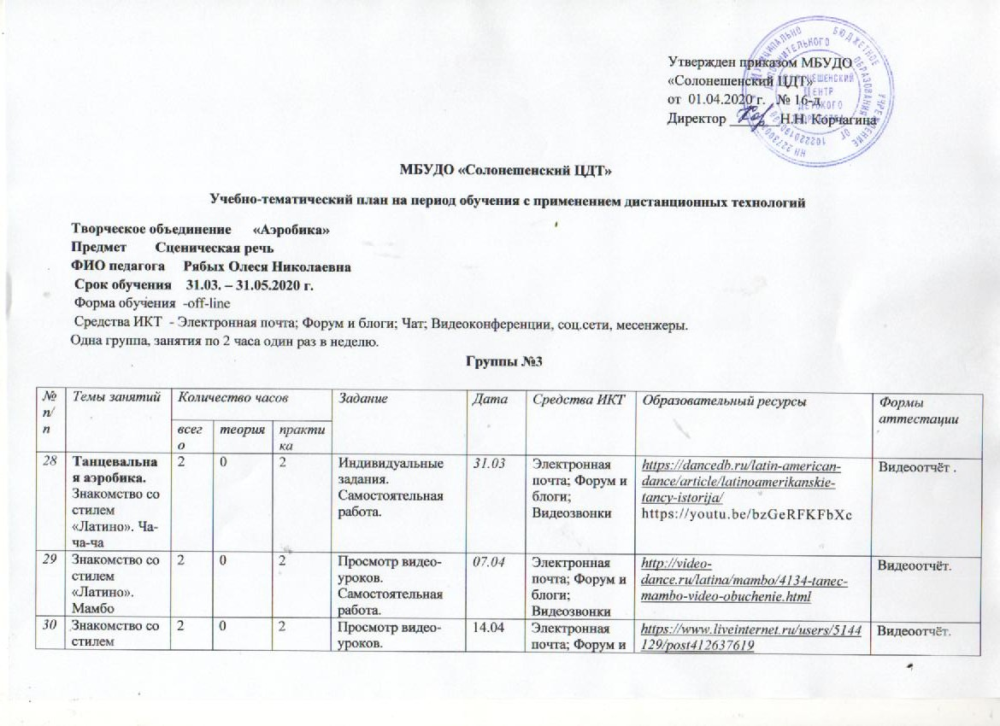 Утвержден приказом МБУДО
«Солонешенский ЦДТ»
от 01.04.2020 г. № 16-д
Директор ______ Н.Н. Корчагина
МБУДО «Солонешенский ЦДТ»
Учебно-тематический план на период обучения с применением дистанционных технологий
Творческое объединение «Аэробика»
Предмет Сценическая речь
ФИО педагога Рябых Олеся Николаевна
Срок обучения 31.03. – 31.05.2020 г.
Форма обучения -off-line
Средства ИКТ - Электронная почта; Форум и блоги; Чат; Видеоконференции, соц.сети, месенжеры.
Одна группа, занятия по 2 часа один раз в неделю.
Группы №3
№ п/п
Темы занятий
Количество часов
всего
теория
практика
Задание
Дата
Средства ИКТ
Образовательный ресурсы
Формы
аттестации
28
Танцевальна
я аэробика.
Знакомство со
стилем
«Латино». Ча-
ча-ча
2
0
2
Индивидуальные
задания.
Самостоятельная
работа.
31.03
Электронная
почта; Форум и
блоги;
Видеозвонки
https://dancedb.ru/latin-american-
dance/article/latinoamerikanskie-
tancy-istorija/
https://youtu.be/bzGeRFKFbXc
Видеоотчёт .
29
Знакомство со
стилем
«Латино».
Мамбо
2
0
2
Просмотр видео-
уроков.
Самостоятельная
работа.
07.04
Электронная
почта; Форум и
блоги;
Видеозвонки
http://video-
dance.ru/latina/mambo/4134-tanec-
mambo-video-obuchenie.html
Видеоотчёт.
30
Знакомство со
стилем
2
0
2
Просмотр видео-
уроков.
14.04
Электронная
почта; Форум и
https://www.liveinternet.ru/users/5144
129/post412637619
Видеоотчёт.